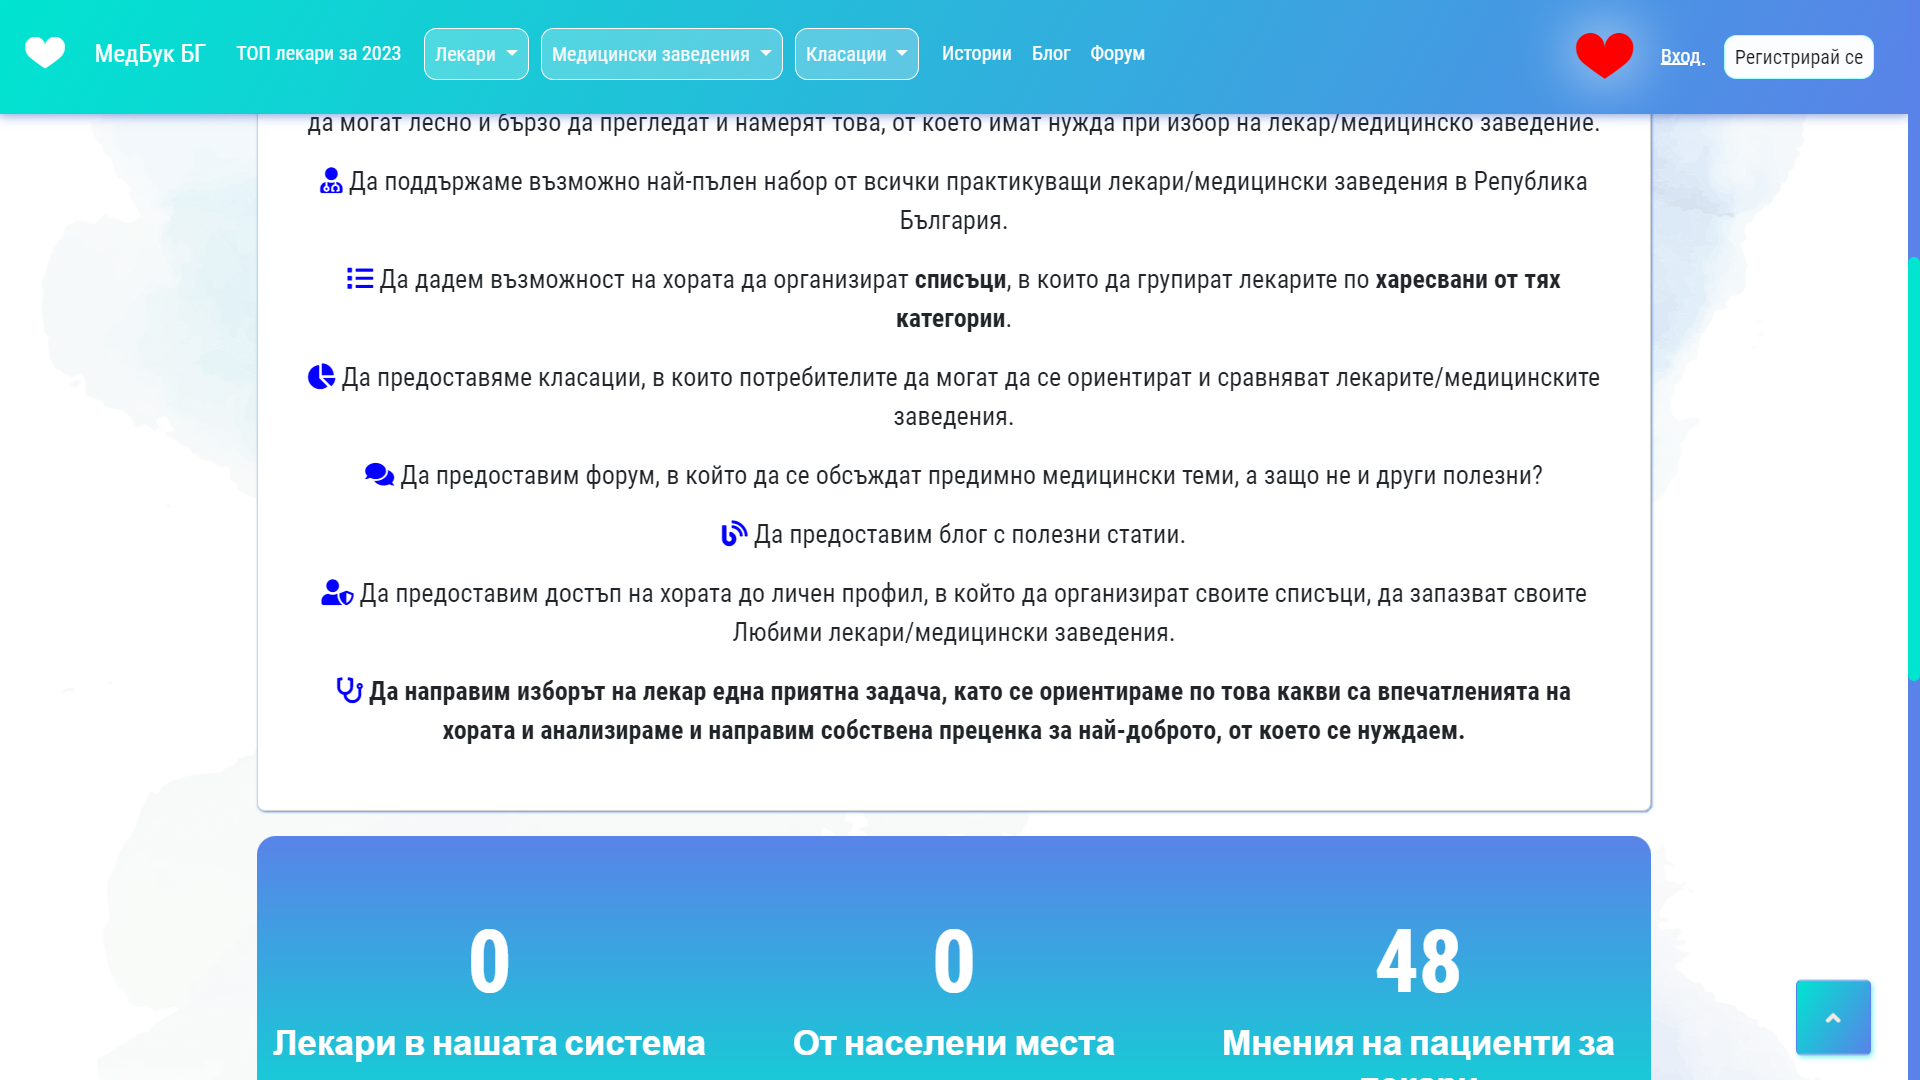 МедБук БГ
ТОП лекари за 2023
Лекари
Медицински заведения
Класации
Истории
Блог
Форум
Вход
Регистрирай се
да могат лесно и бързо да прегледат и намерят това, от което имат нужда при избор на лекар/медицинско заведение.
Да поддържаме възможно най-пълен набор от всички практикуващи лекари/медицински заведения в Република
България.
Да дадем възможност на хората да организират списъци, в които да групират лекарите по харесвани от тях
категории.
Да предоставяме класации, в които потребителите да могат да се ориентират и сравняват лекарите/медицинските
заведения.
Да предоставим форум, в който да се обсъждат предимно медицински теми, а защо не и други полезни?
Да предоставим блог с полезни статии.
Да предоставим достъп на хората до личен профил, в който да организират своите списъци, да запазват своите
Любими лекари/медицински заведения.
Да направим изборът на лекар една приятна задача, като се ориентираме по това какви са впечатленията на
хората и анализираме и направим собствена преценка за най-доброто, от което се нуждаем.
0
Лекари в нашата система
0
От населени места
48
Мнения на пациенти за